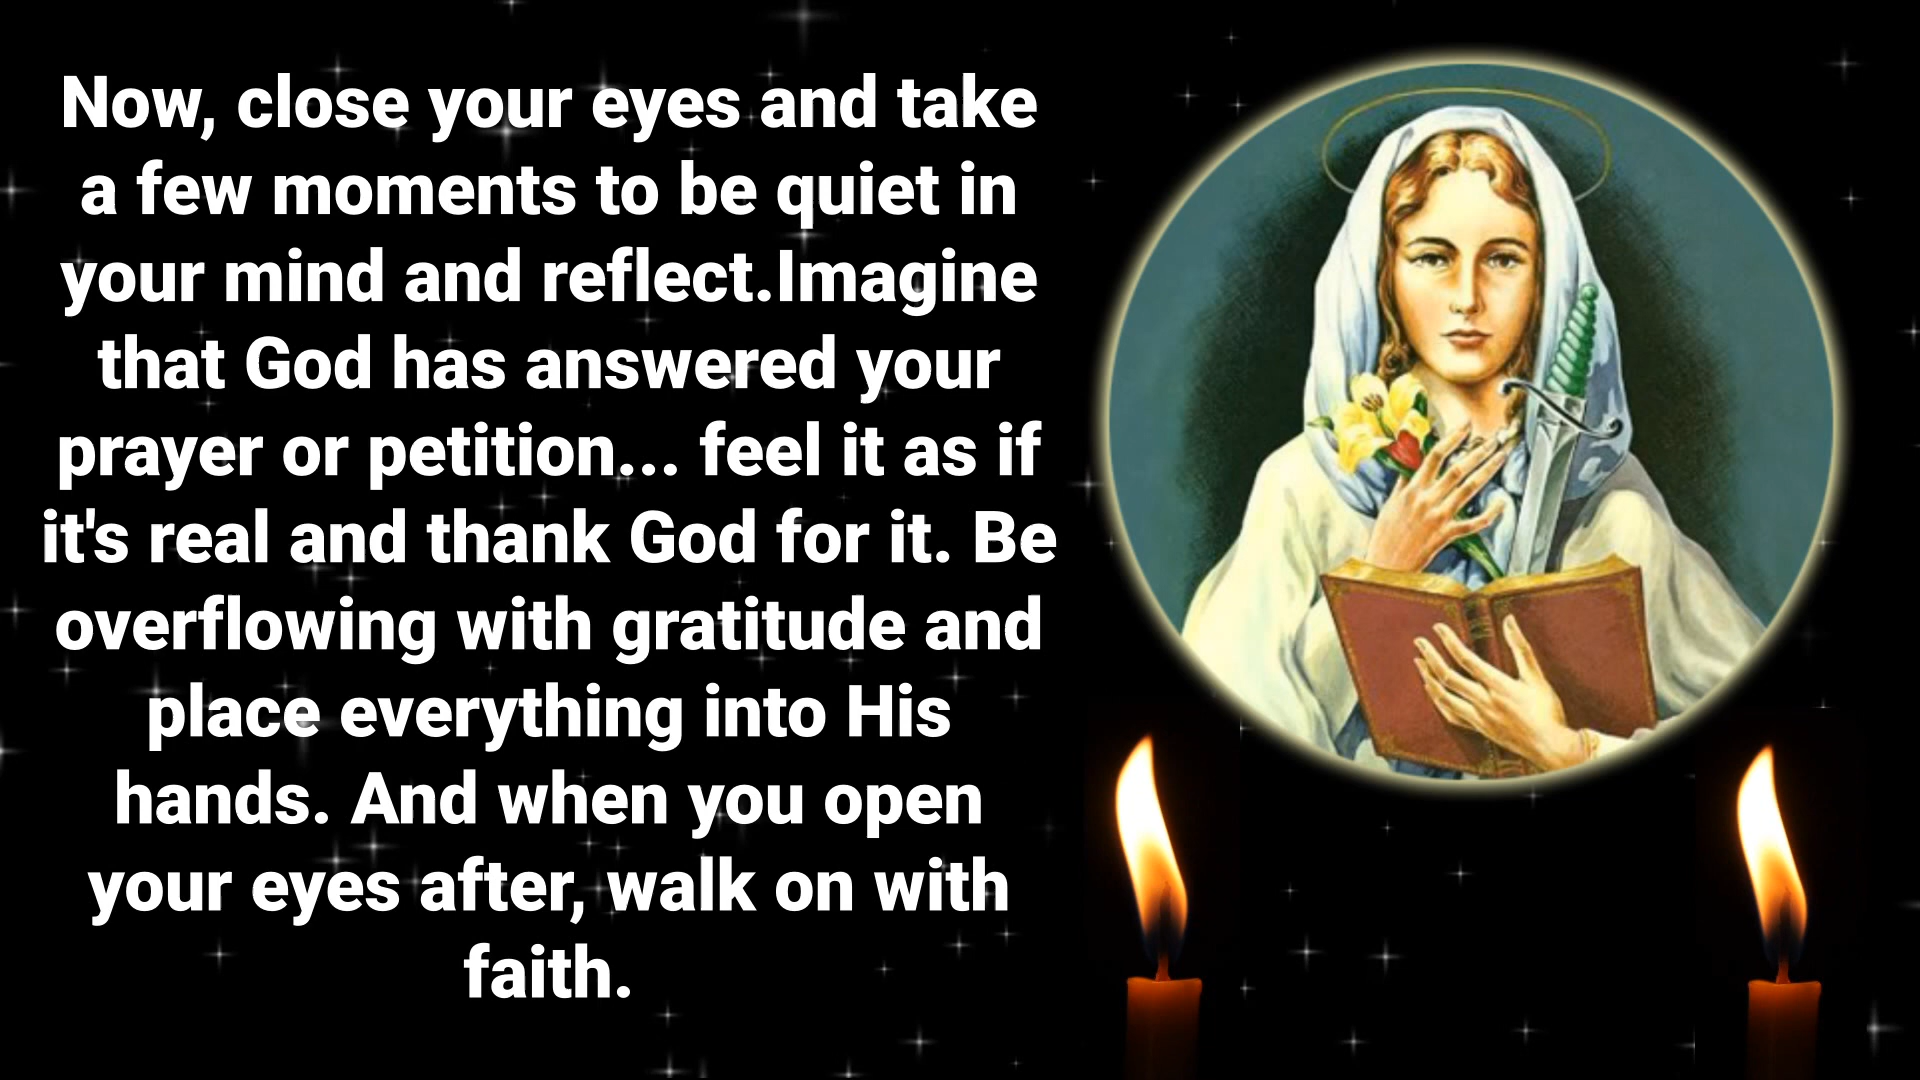 Now, close your eyes and take
a few moments to be quiet in
your mind and reflect.Imagine
that God has answered your
prayer or petition... feel it as if
it's real and thank God for it. Be
overflowing with gratitude and
place everything into His
hands. And when you open
your eyes after, walk on with
faith.